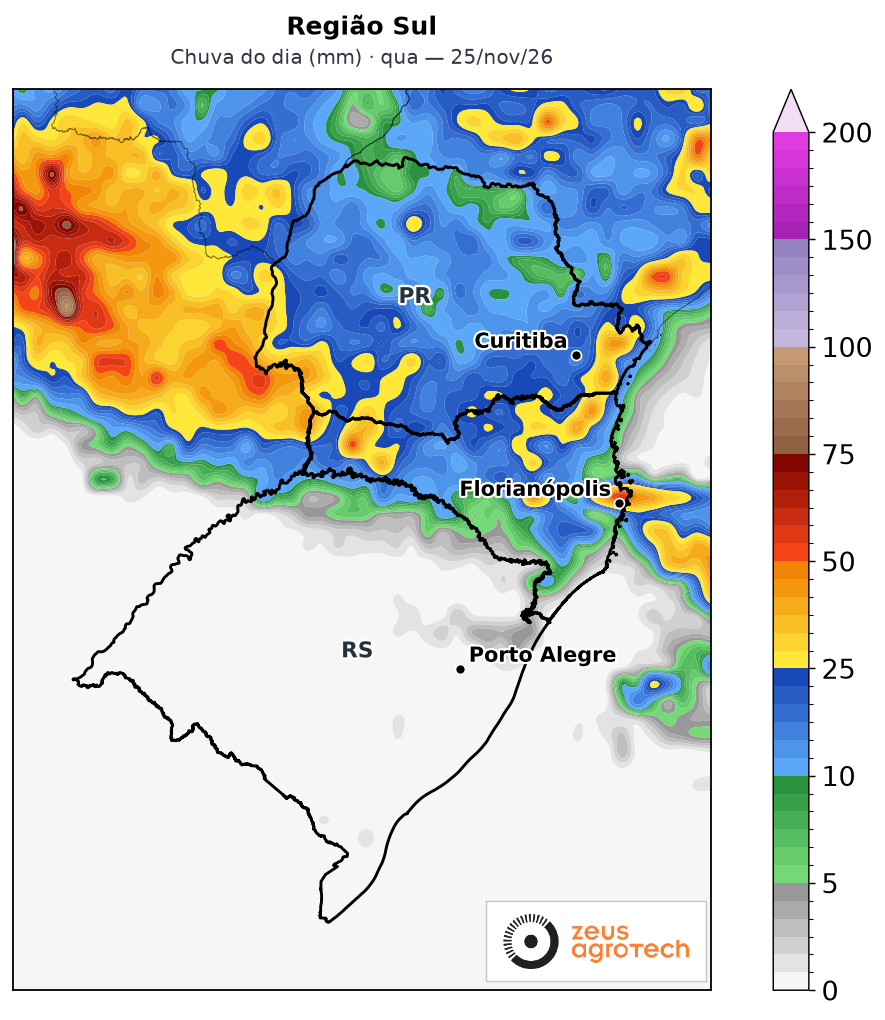 Região Sul
Chuva do dia (mm) · qua — 25/nov/26
PR
Curitiba
Florianópolis
RS
Porto Alegre
200
150
100
75
50
25
10
5
0
zeus
agrotech